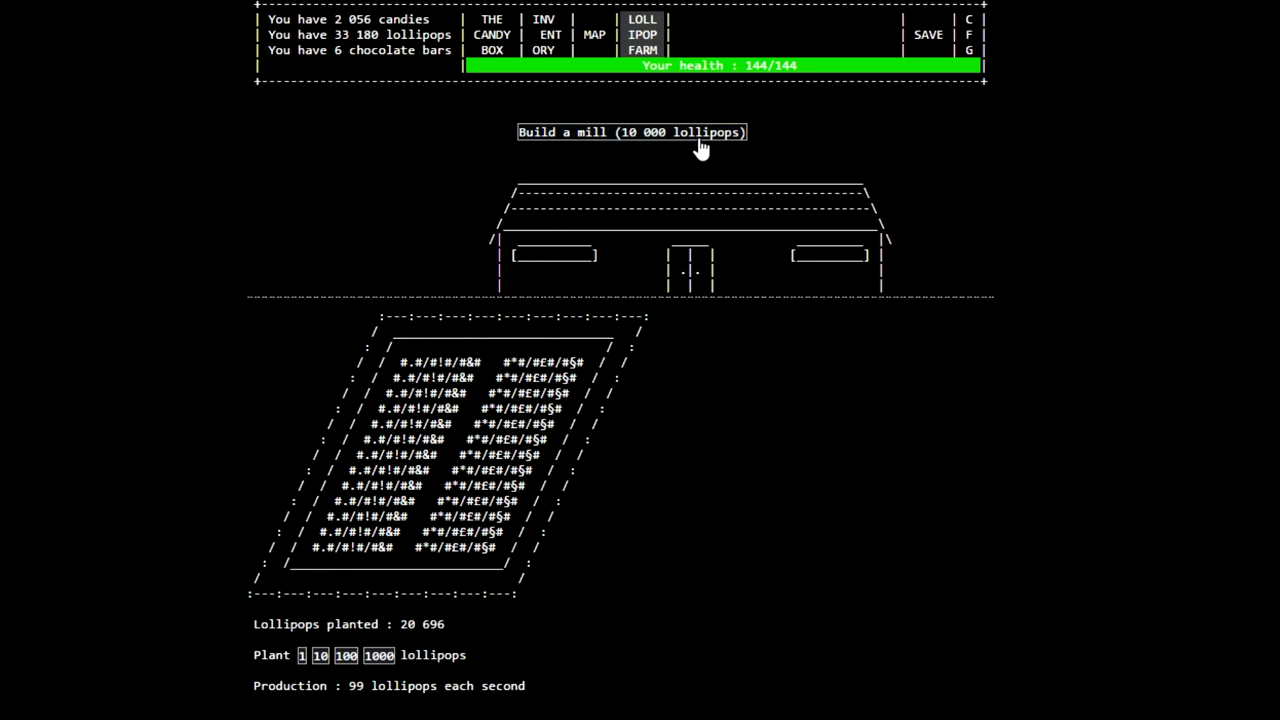 You have 2 056 candies | THE | INV | | LOLL | | | C
You have 33 180 lollipops | CANDY | ENT | MAP | IPOP | | SAVE | F
You have 6 chocolate bars | BOX | ORY | | FARM | | | G
Your health : 144/144
Build a mill (10 000 lollipops)
#.#/#!#/#&# #*#/#£#/#§#
#.#/#!#/#&# #*#/#£#/#§#
#.#/#!#/#&# #*#/#£#/#§#
#.#/#!#/#&# #*#/#£#/#§#
#.#/#!#/#&# #*#/#£#/#§#
#.#/#!#/#&# #*#/#£#/#§#
#.#/#!#/#&# #*#/#£#/#§#
#.#/#!#/#&# #*#/#£#/#§#
#.#/#!#/#&# #*#/#£#/#§#
#.#/#!#/#&# #*#/#£#/#§#
#.#/#!#/#&# #*#/#£#/#§#
#.#/#!#/#&# #*#/#£#/#§#
#.#/#!#/#&# #*#/#£#/#§#
Lollipops planted : 20 696
Plant 1 10 100 1000 lollipops
Production : 99 lollipops each second